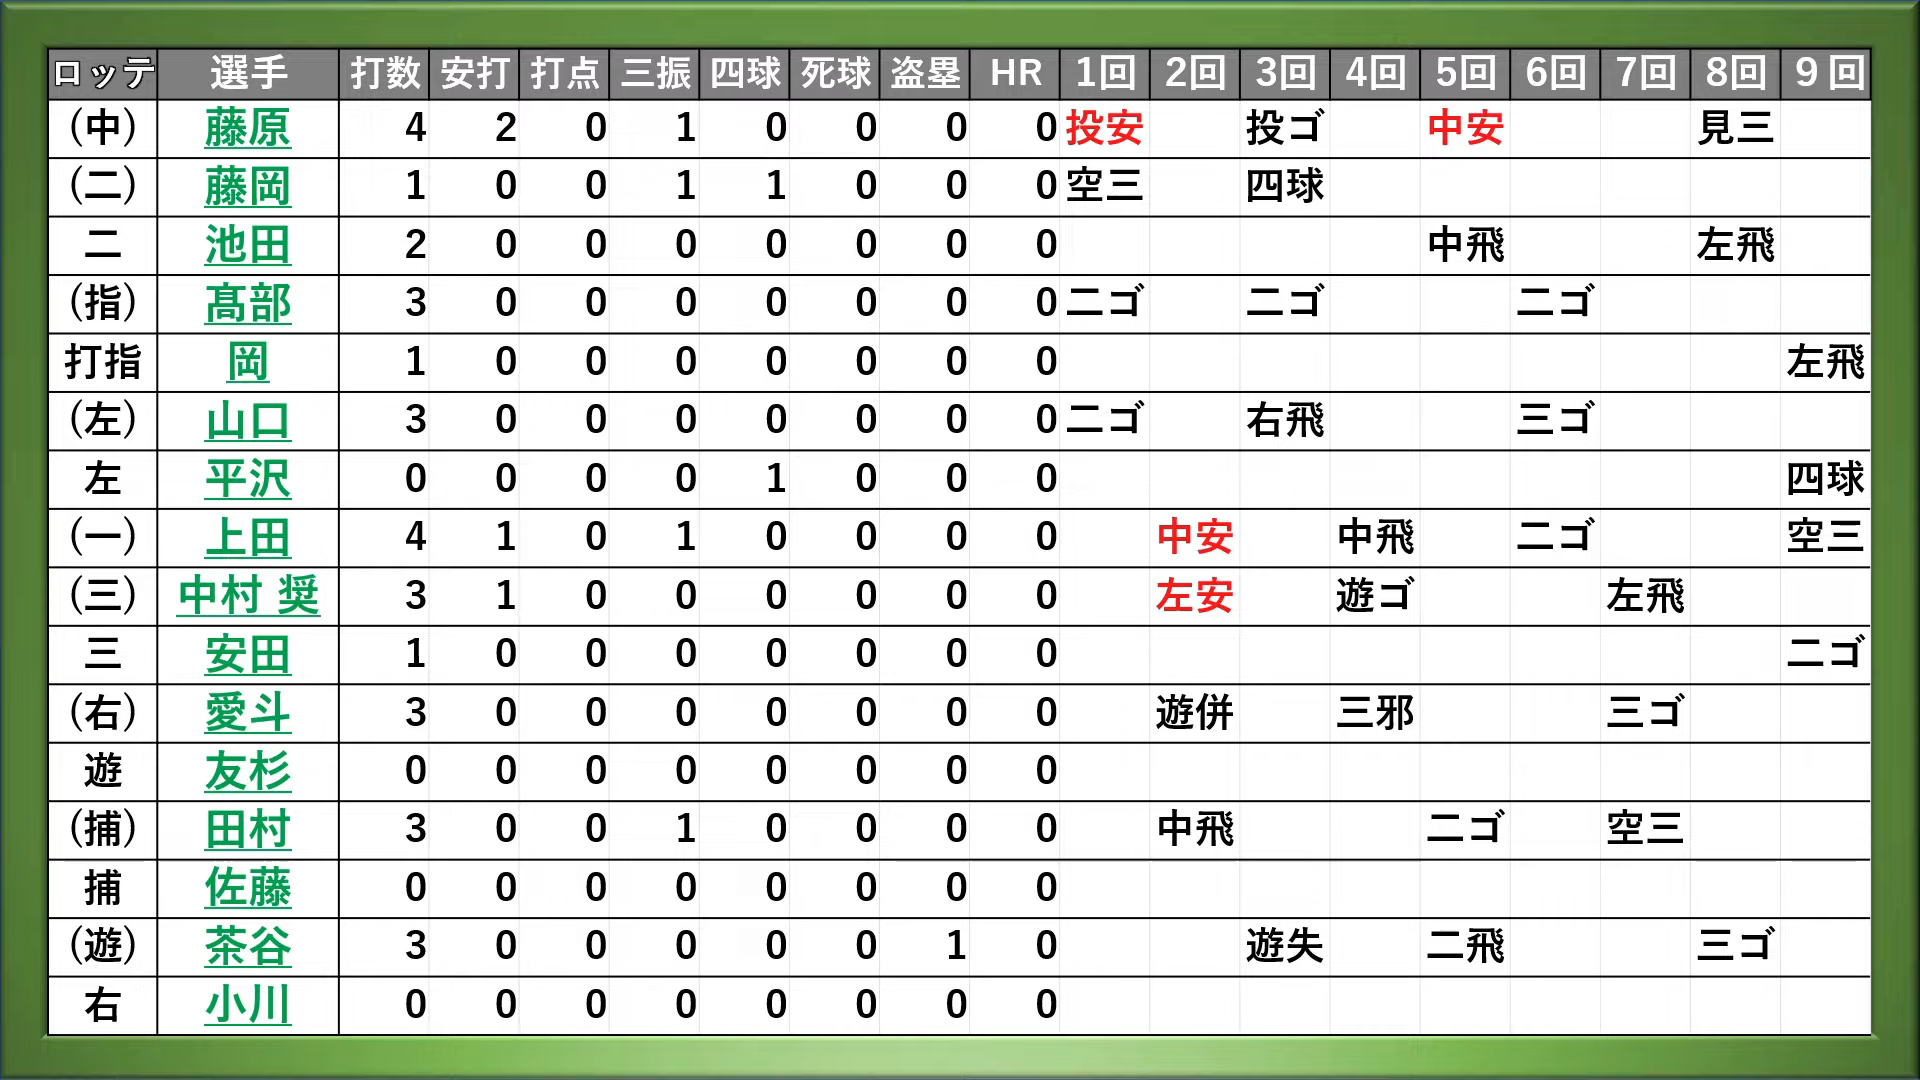 ロッテ 選手 打数 安打 打点 三振 四球 死球 盗塁 HR 1回 2回 3回 4回 5回 6回 7回 8回 9回
(中) 藤原 4 2 0 1 0 0 0 0 投安 投ゴ 中安 見三
(二) 藤岡 1 0 0 1 1 0 0 0 空三 四球
二 池田 2 0 0 0 0 0 0 0 中飛 左飛
(指) 髙部 3 0 0 0 0 0 0 0 二ゴ 二ゴ 二ゴ
打指 岡 1 0 0 0 0 0 0 0 左飛
(左) 山口 3 0 0 0 0 0 0 0 二ゴ 右飛 三ゴ
左 平沢 0 0 0 0 1 0 0 0 四球
(一) 上田 4 1 0 1 0 0 0 0 中安 中飛 二ゴ 空三
(三) 中村 奨 3 1 0 0 0 0 0 0 左安 遊ゴ 左飛
三 安田 1 0 0 0 0 0 0 0 二ゴ
(右) 愛斗 3 0 0 0 0 0 0 0 遊併 三邪 三ゴ
遊 友杉 0 0 0 0 0 0 0 0
(捕) 田村 3 0 0 1 0 0 0 0 中飛 二ゴ 空三
捕 佐藤 0 0 0 0 0 0 0 0
(遊) 茶谷 3 0 0 0 0 0 1 0 遊失 二飛 三ゴ
右 小川 0 0 0 0 0 0 0 0